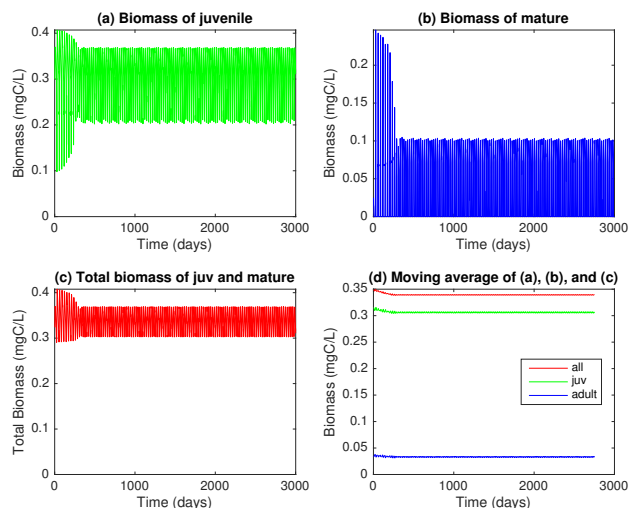 (a) Biomass of juvenile
Biomass (mgC/L)
0.4
0.3
0.2
0.1
0
0 1000 2000 3000
Time (days)
(b) Biomass of mature
Biomass (mgC/L)
0.2
0.15
0.1
0.05
0
0 1000 2000 3000
Time (days)
(c) Total biomass of juv and mature
Total Biomass (mgC/L)
0.4
0.3
0.2
0.1
0
0 1000 2000 3000
Time (days)
(d) Moving average of (a), (b), and (c)
Biomass (mgC/L)
0.35
0.3
0.25
0.2
0.15
0.1
0.05
0
all
juv
adult
0 1000 2000 3000
Time (days)